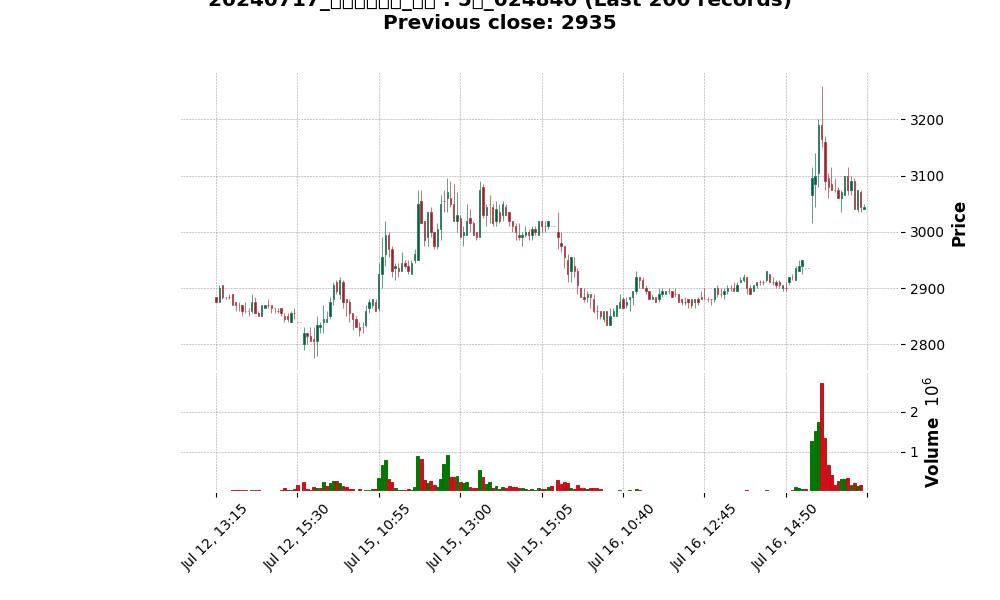 20240717_ _ : 5 _024840 (Last 200 records)
Previous close: 2935
3200
3100
3000
2900
2800
Price
10⁶
2
1
Volume
Jul 12, 13:15
Jul 12, 15:30
Jul 15, 10:55
Jul 15, 13:00
Jul 15, 15:05
Jul 16, 10:40
Jul 16, 12:45
Jul 16, 14:50